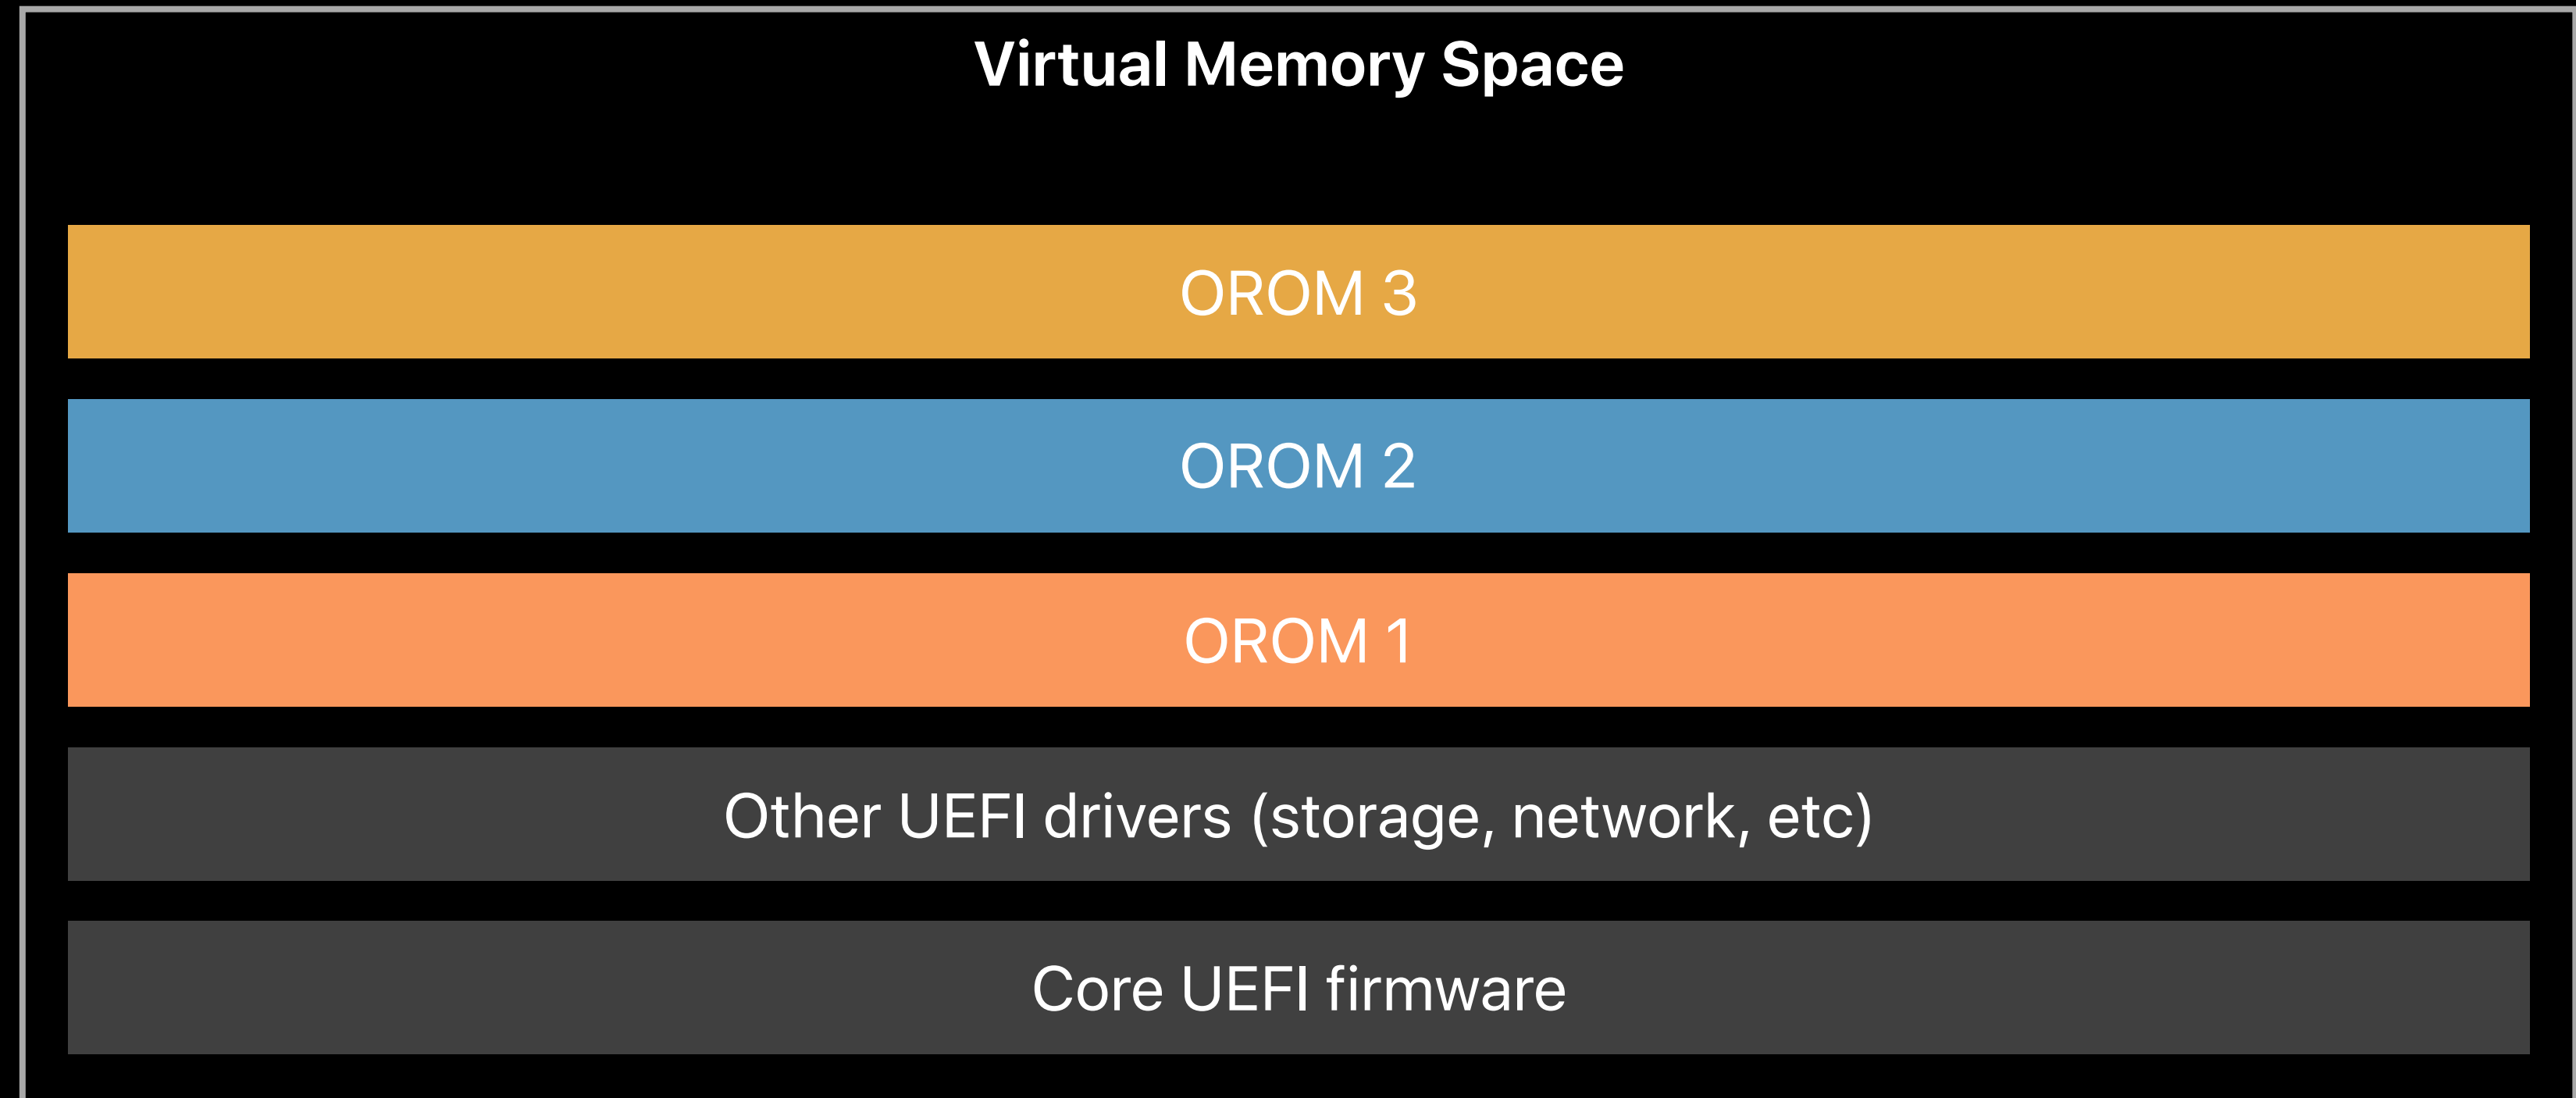 Virtual Memory Space
OROM 3
OROM 2
OROM 1
Other UEFI drivers (storage, network, etc)
Core UEFI firmware